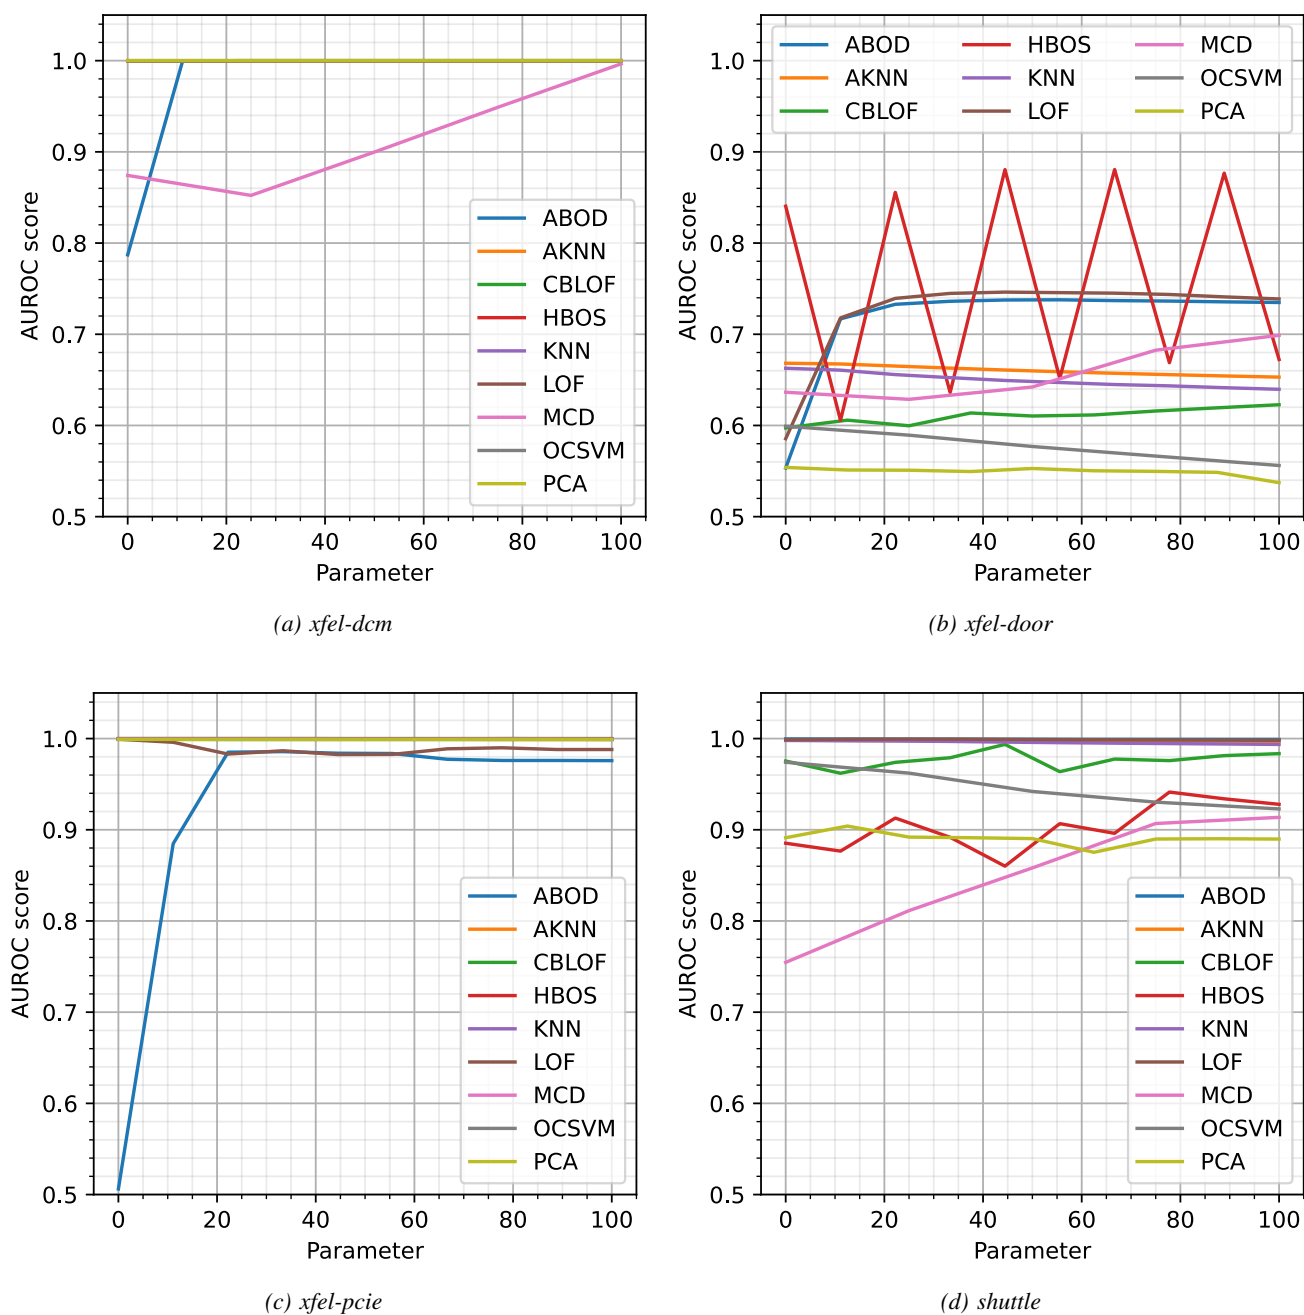 1.0
0.9
0.8
0.7
0.6
0.5
AUROC score
0 20 40 60 80 100
Parameter
ABOD
AKNN
CBLOF
HBOS
KNN
LOF
MCD
OCSVM
PCA
(a) xfel-dcm
1.0
0.9
0.8
0.7
0.6
0.5
AUROC score
0 20 40 60 80 100
Parameter
ABOD HBOS MCD
AKNN KNN OCSVM
CBLOF LOF PCA
(b) xfel-door
1.0
0.9
0.8
0.7
0.6
0.5
AUROC score
0 20 40 60 80 100
Parameter
ABOD
AKNN
CBLOF
HBOS
KNN
LOF
MCD
OCSVM
PCA
(c) xfel-pcie
1.0
0.9
0.8
0.7
0.6
0.5
AUROC score
0 20 40 60 80 100
Parameter
ABOD
AKNN
CBLOF
HBOS
KNN
LOF
MCD
OCSVM
PCA
(d) shuttle